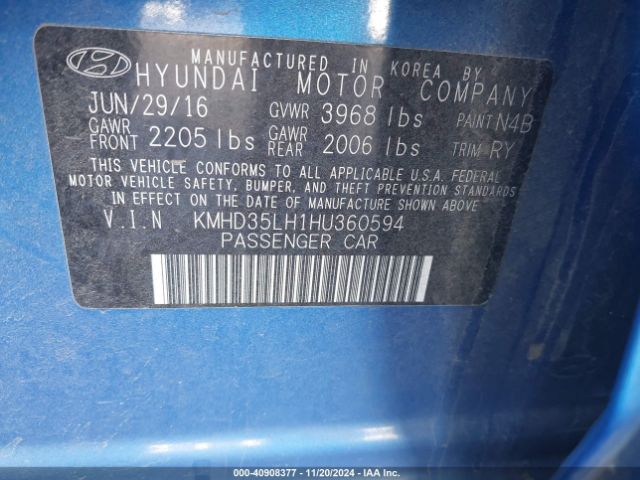 MANUFACTURED IN KOREA BY
HYUNDAI MOTOR COMPANY
JUN/29/16 GVWR 3968 lbs PAINT N4B
GAWR FRONT 2205 lbs GAWR REAR 2006 lbs TRIM RY
THIS VEHICLE CONFORMS TO ALL APPLICABLE U.S.A. FEDERAL
MOTOR VEHICLE SAFETY, BUMPER, AND THEFT PREVENTION STANDARDS
IN EFFECT ON THE DATE OF MANUFACTURE SHOWN ABOVE
V.I.N KMHD35LH1HU360594
PASSENGER CAR
000-40908377 - 11/20/2024 - IAA Inc.